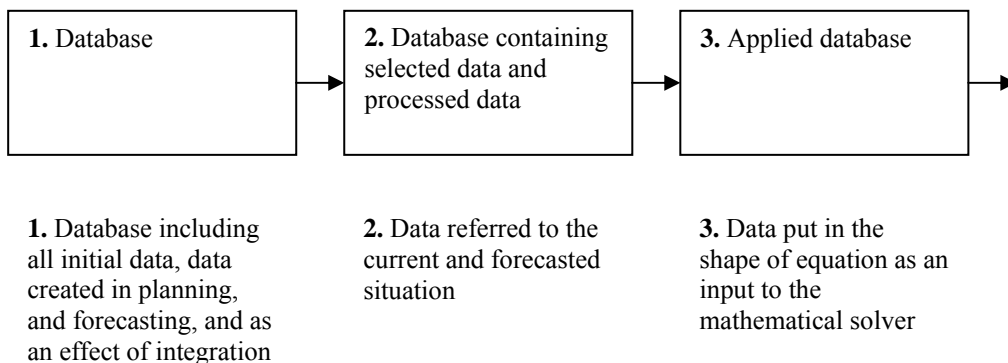 1. Database
2. Database containing
selected data and
processed data
3. Applied database
1. Database including
all initial data, data
created in planning,
and forecasting, and as
an effect of integration
2. Data referred to the
current and forecasted
situation
3. Data put in the
shape of equation as an
input to the
mathematical solver